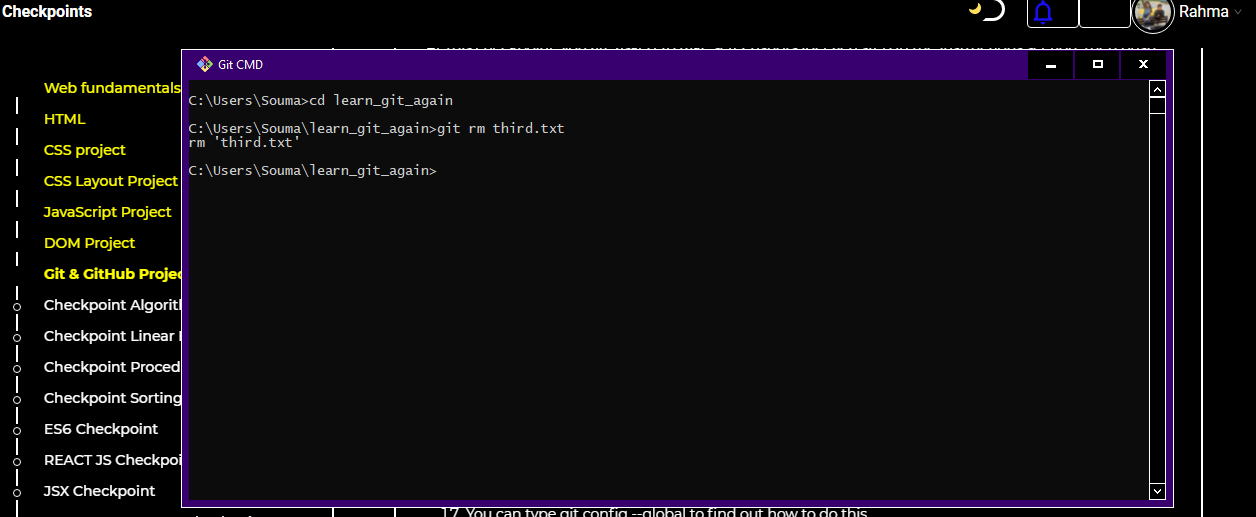 Checkpoints
Rahma
Web fundamentals
HTML
CSS project
CSS Layout Project
JavaScript Project
DOM Project
Git & GitHub Projec
Checkpoint Algorith
Checkpoint Linear
Checkpoint Proced
Checkpoint Sorting
ES6 Checkpoint
REACT JS Checkpoi
JSX Checkpoint
Git CMD
C:\Users\Souma>cd learn_git_again
C:\Users\Souma\learn_git_again>git rm third.txt
rm 'third.txt'
C:\Users\Souma\learn_git_again>
17. You can type git config --global to find out how to do this